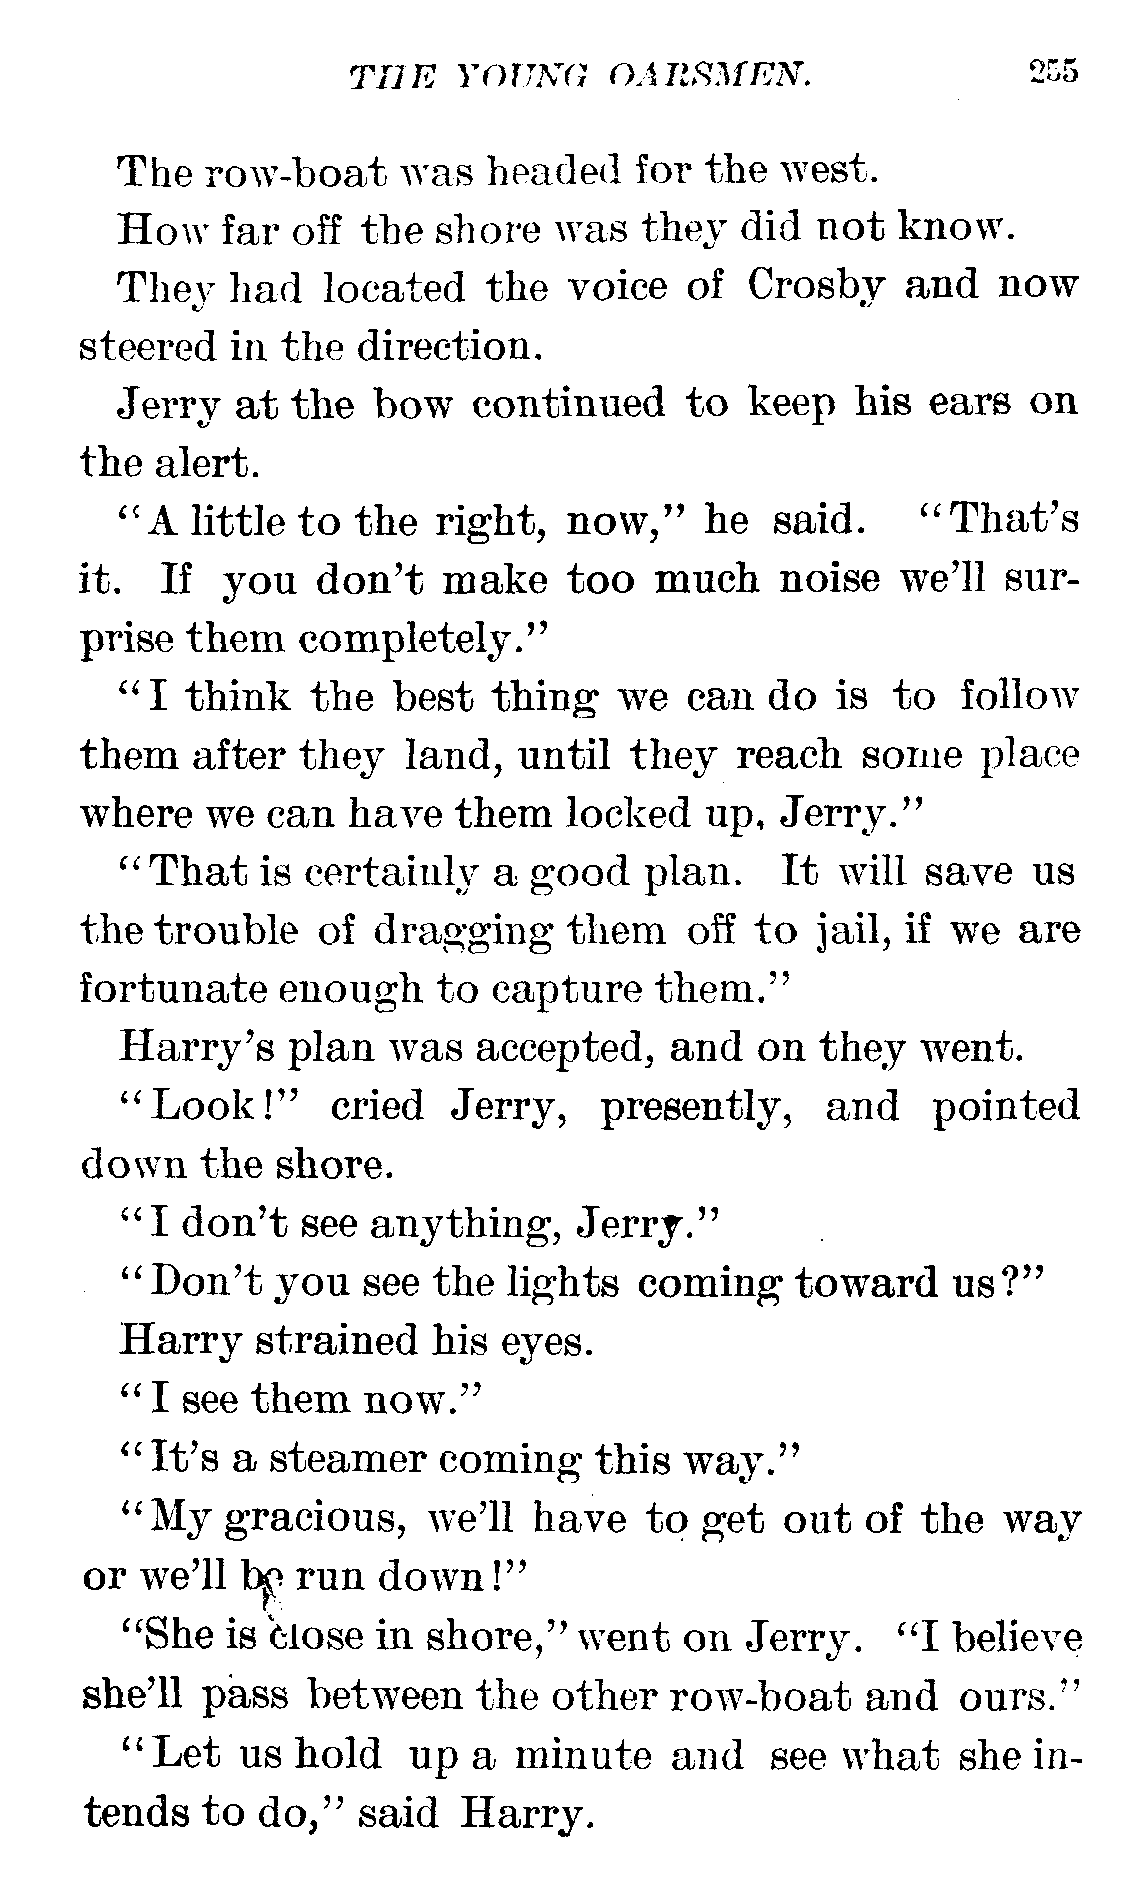 THE YOUNG OARSMEN. 255
The row-boat was headed for the west.
How far off the shore was they did not know.
They had located the voice of Crosby and now
steered in the direction.
Jerry at the bow continued to keep his ears on
the alert.
“A little to the right, now,” he said. “That’s
it. If you don’t make too much noise we’ll sur-
prise them completely.”
“I think the best thing we can do is to follow
them after they land, until they reach some place
where we can have them locked up, Jerry.”
“That is certainly a good plan. It will save us
the trouble of dragging them off to jail, if we are
fortunate enough to capture them.”
Harry’s plan was accepted, and on they went.
“Look!” cried Jerry, presently, and pointed
down the shore.
“I don’t see anything, Jerry.”
“Don’t you see the lights coming toward us?”
Harry strained his eyes.
“I see them now.”
“It’s a steamer coming this way.”
“My gracious, we’ll have to get out of the way
or we’ll be run down!”
“She is close in shore,” went on Jerry. “I believe
she’ll pass between the other row-boat and ours.”
“Let us hold up a minute and see what she in-
tends to do,” said Harry.